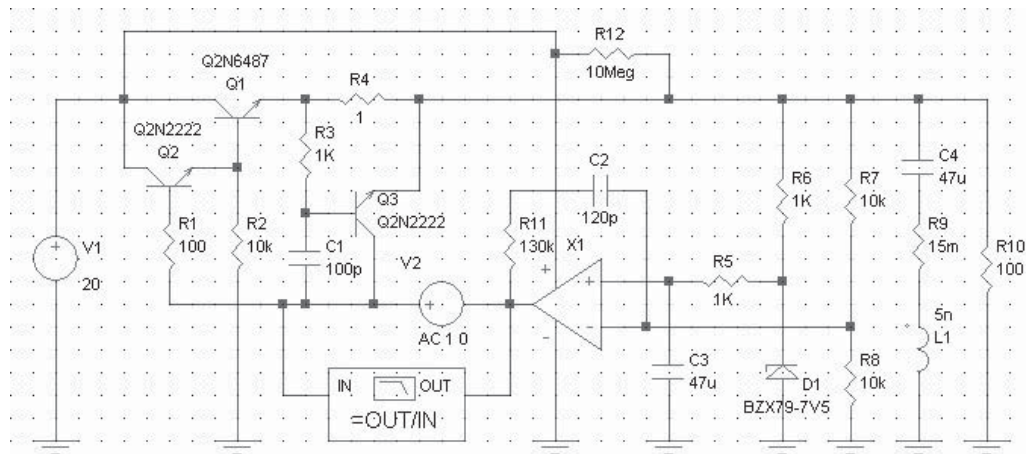 R12
10Meg
Q2N6487
Q1
R4
.1
Q2N2222
Q2
R3
1K
C2
120p
C4
47u
R6
1K
R7
10k
Q3
Q2N2222
R1
100
R2
10k
C1
100p
V2
R11
130k
X1
R9
15m
V1
20
R5
1K
R10
100
+
+
+
-
-
AC 1 0
5n
L1
C3
47u
D1
BZX79-7V5
R8
10k
IN
OUT
=OUT/IN